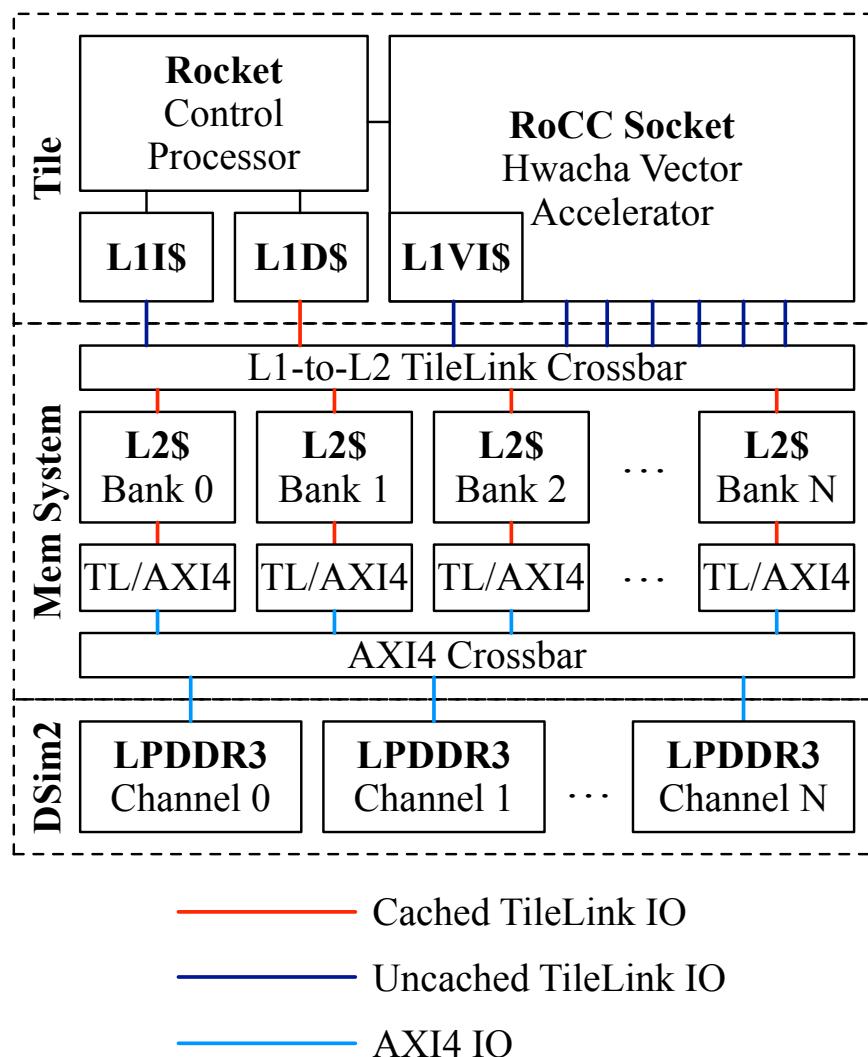 Tile
Rocket
Control
Processor
RoCC Socket
Hwacha Vector
Accelerator
L1I$
L1D$
L1VI$
Mem System
L1-to-L2 TileLink Crossbar
L2$
Bank 0
L2$
Bank 1
L2$
Bank 2
...
L2$
Bank N
TL/AXI4
TL/AXI4
TL/AXI4
...
TL/AXI4
AXI4 Crossbar
DSim2
LPDDR3
Channel 0
LPDDR3
Channel 1
...
LPDDR3
Channel N
Cached TileLink IO
Uncached TileLink IO
AXI4 IO